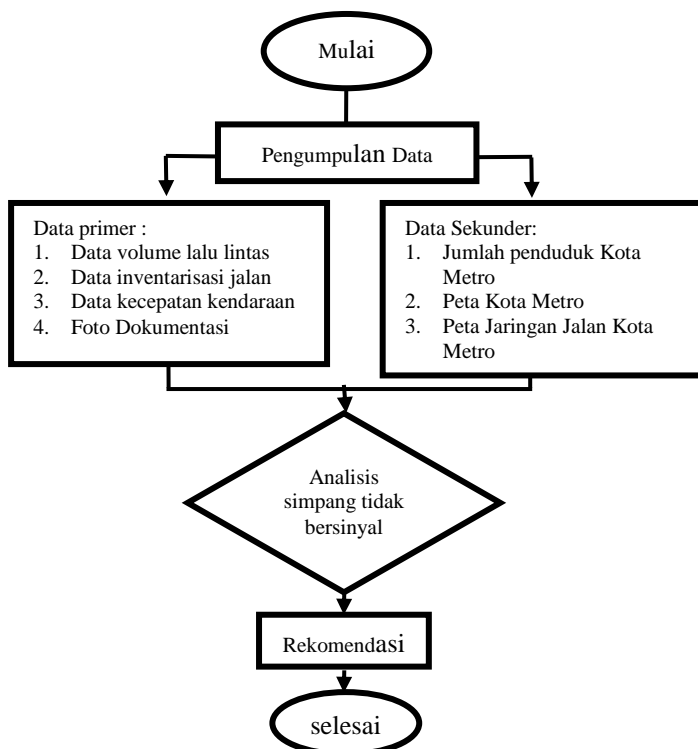 Mulai
Pengumpulan Data
Data primer :
1. Data volume lalu lintas
2. Data inventarisasi jalan
3. Data kecepatan kendaraan
4. Foto Dokumentasi
Data Sekunder:
1. Jumlah penduduk Kota
Metro
2. Peta Kota Metro
3. Peta Jaringan Jalan Kota
Metro
Analisis
simpang tidak
bersinyal
Rekomendasi
selesai